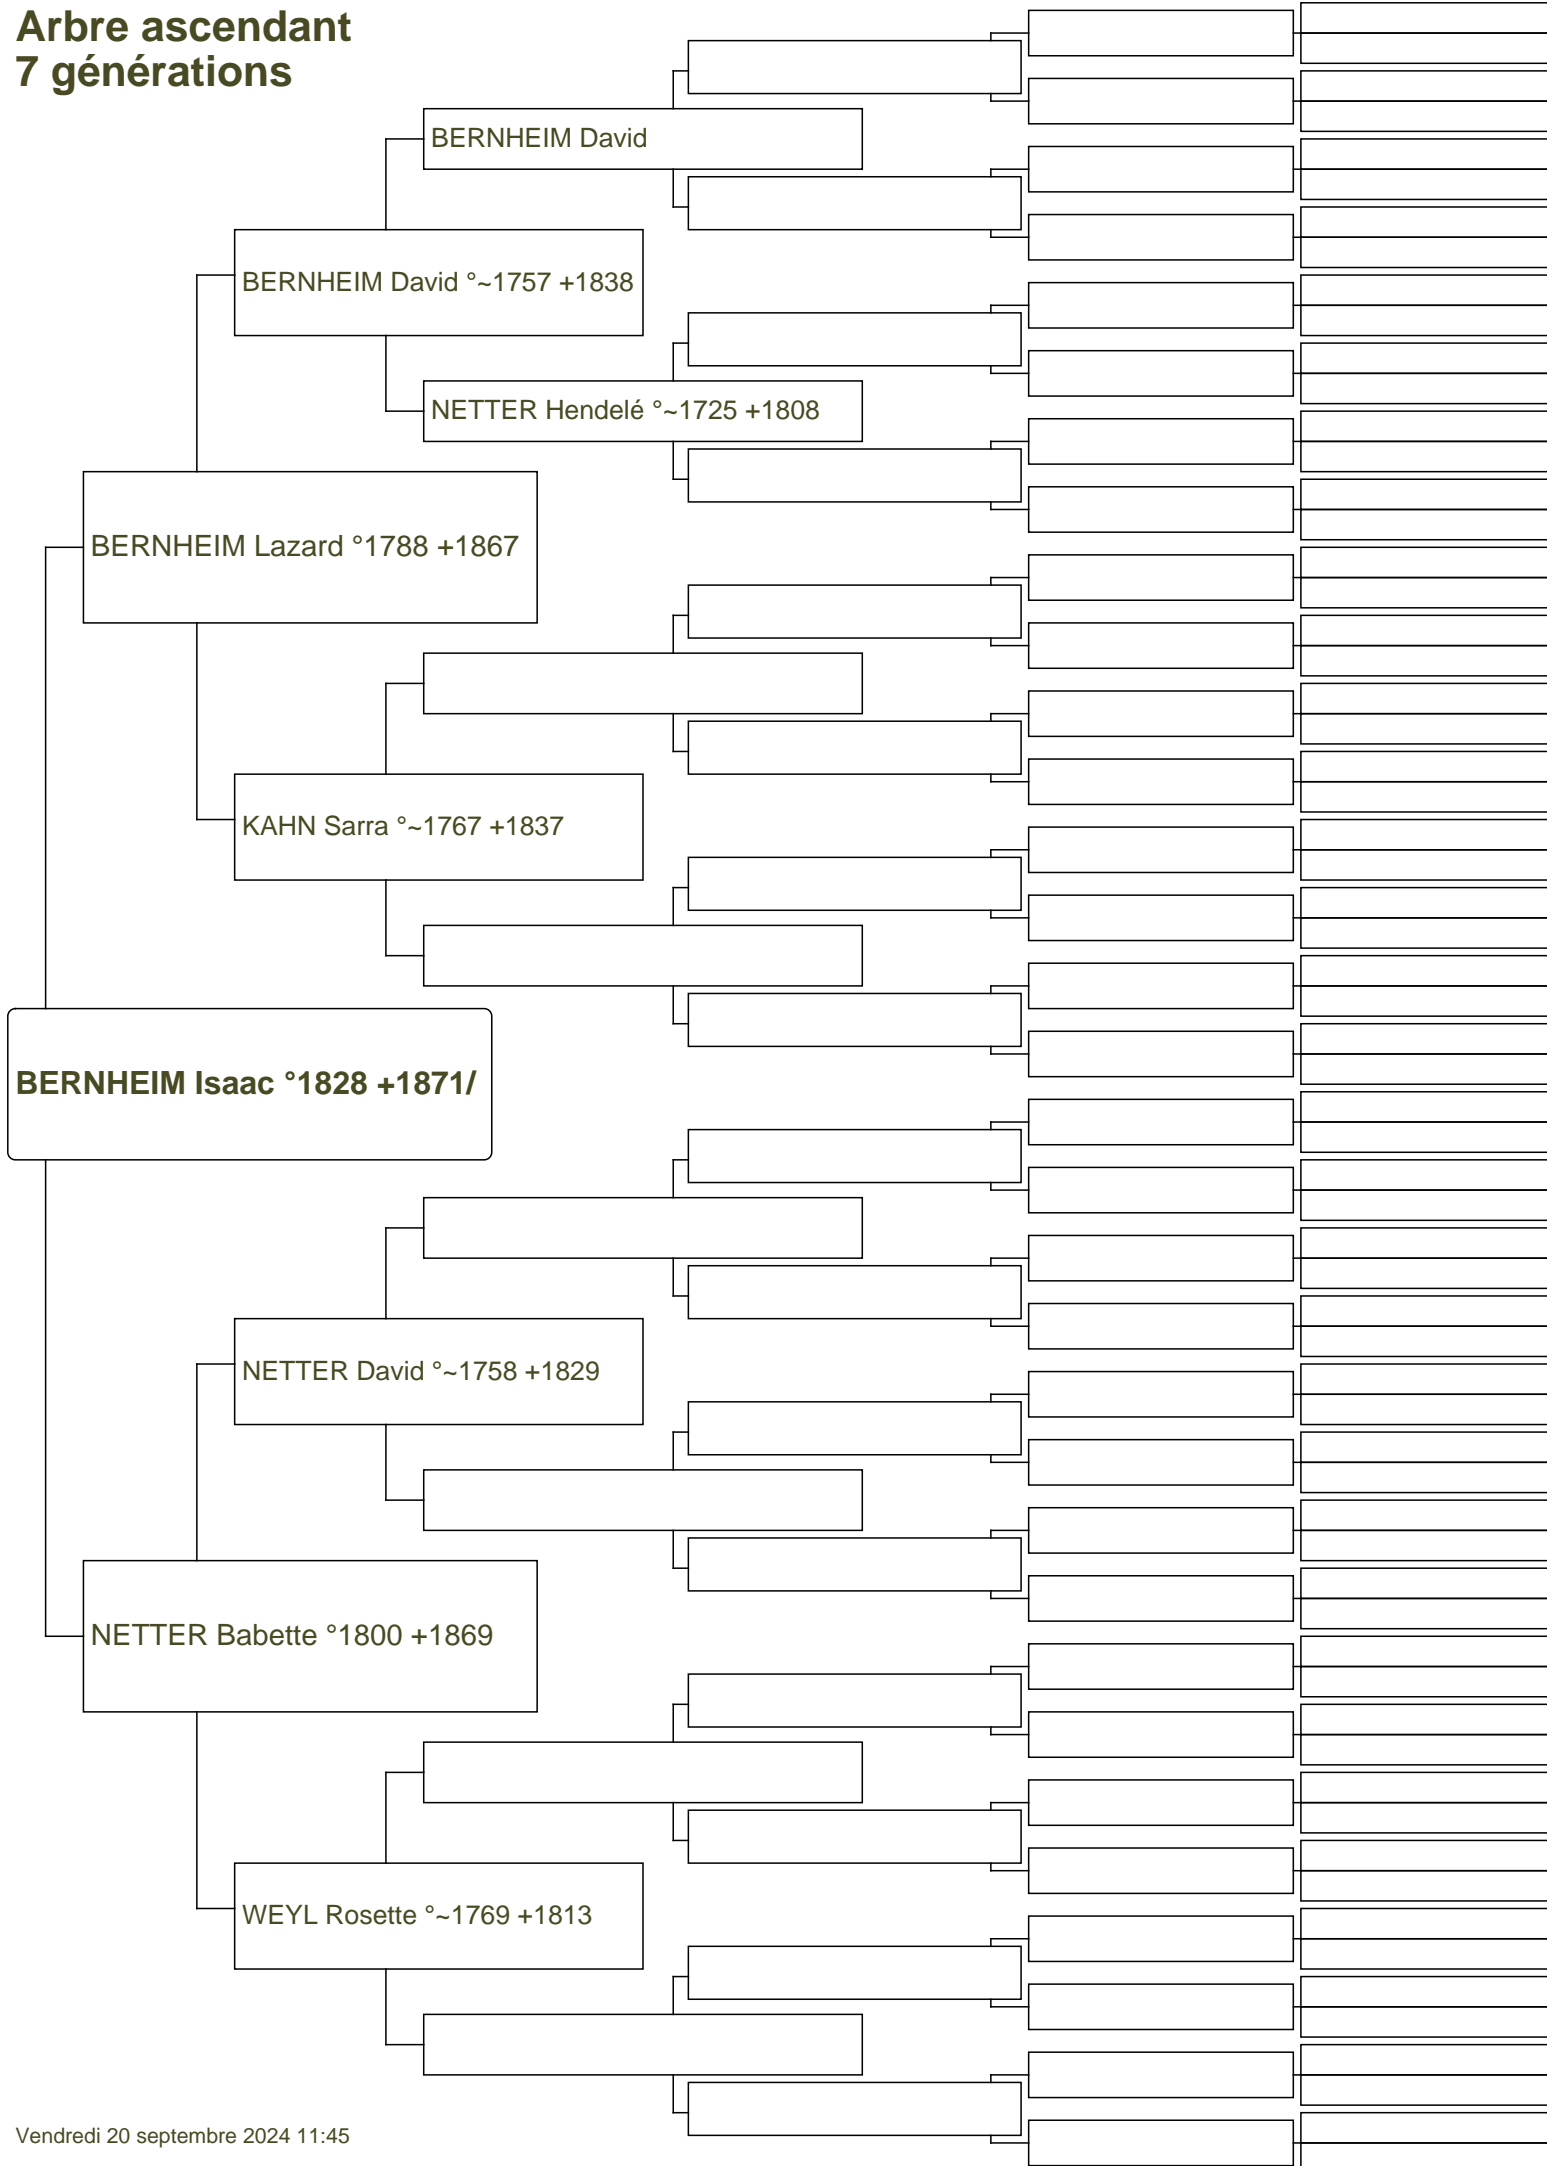 Arbre ascendant
7 générations
BERNHEIM David
BERNHEIM David °~1757 +1838
NETTER Hendelé °~1725 +1808
BERNHEIM Lazard °1788 +1867
KAHN Sarra °~1767 +1837
BERNHEIM Isaac °1828 +1871/
NETTER David °~1758 +1829
NETTER Babette °1800 +1869
WEYL Rosette °~1769 +1813
Vendredi 20 septembre 2024 11:45